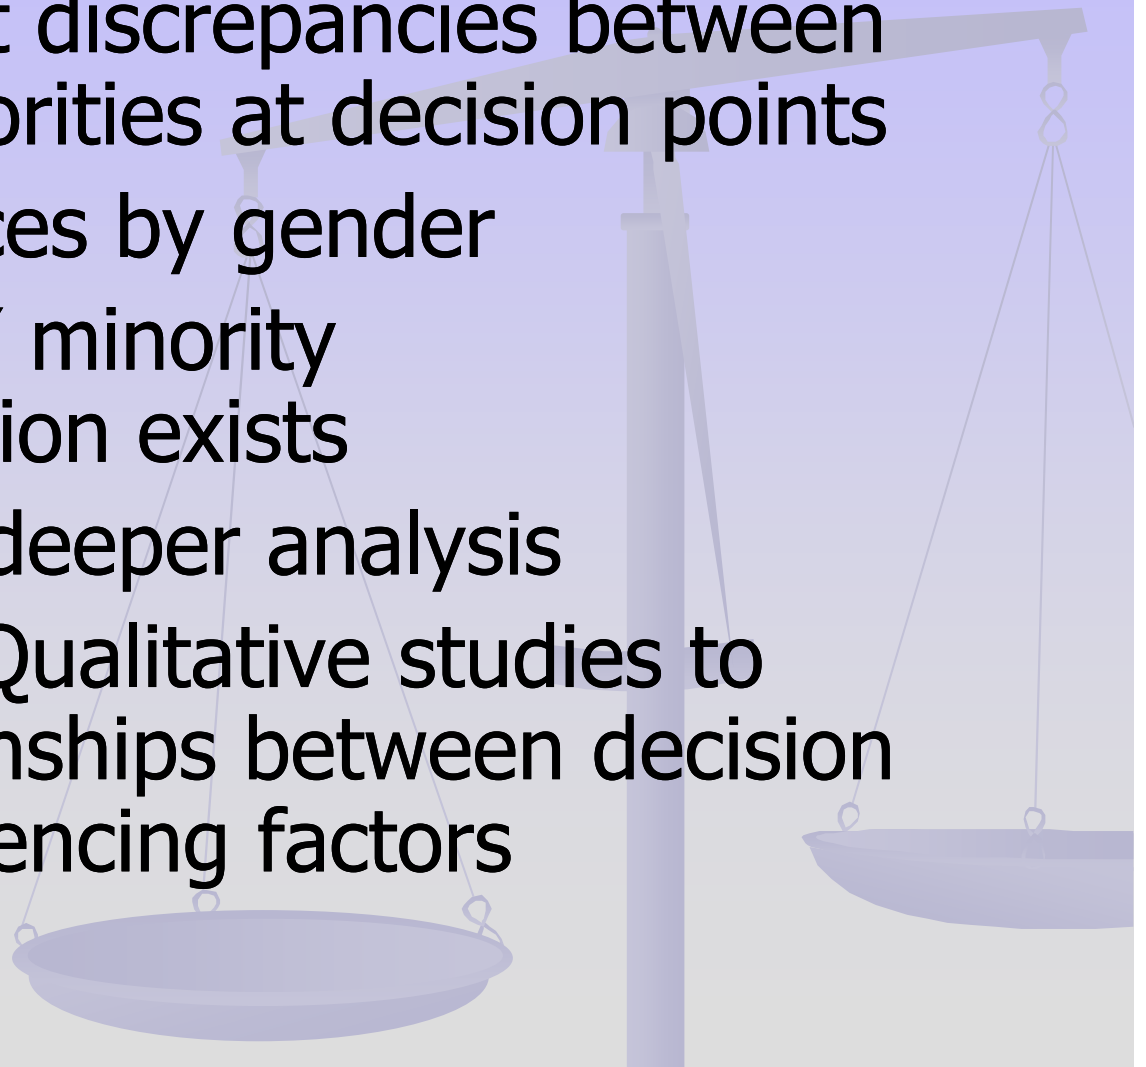 discrepancies between
orities at decision points
ces by gender
minority
ion exists
deeper analysis
Qualitative studies to
nships between decision
encing factors